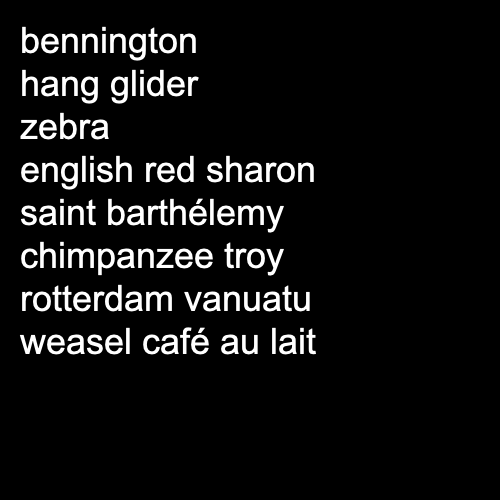 bennington
hang glider
zebra
english red sharon
saint barthélemy
chimpanzee troy
rotterdam vanuatu
weasel café au lait